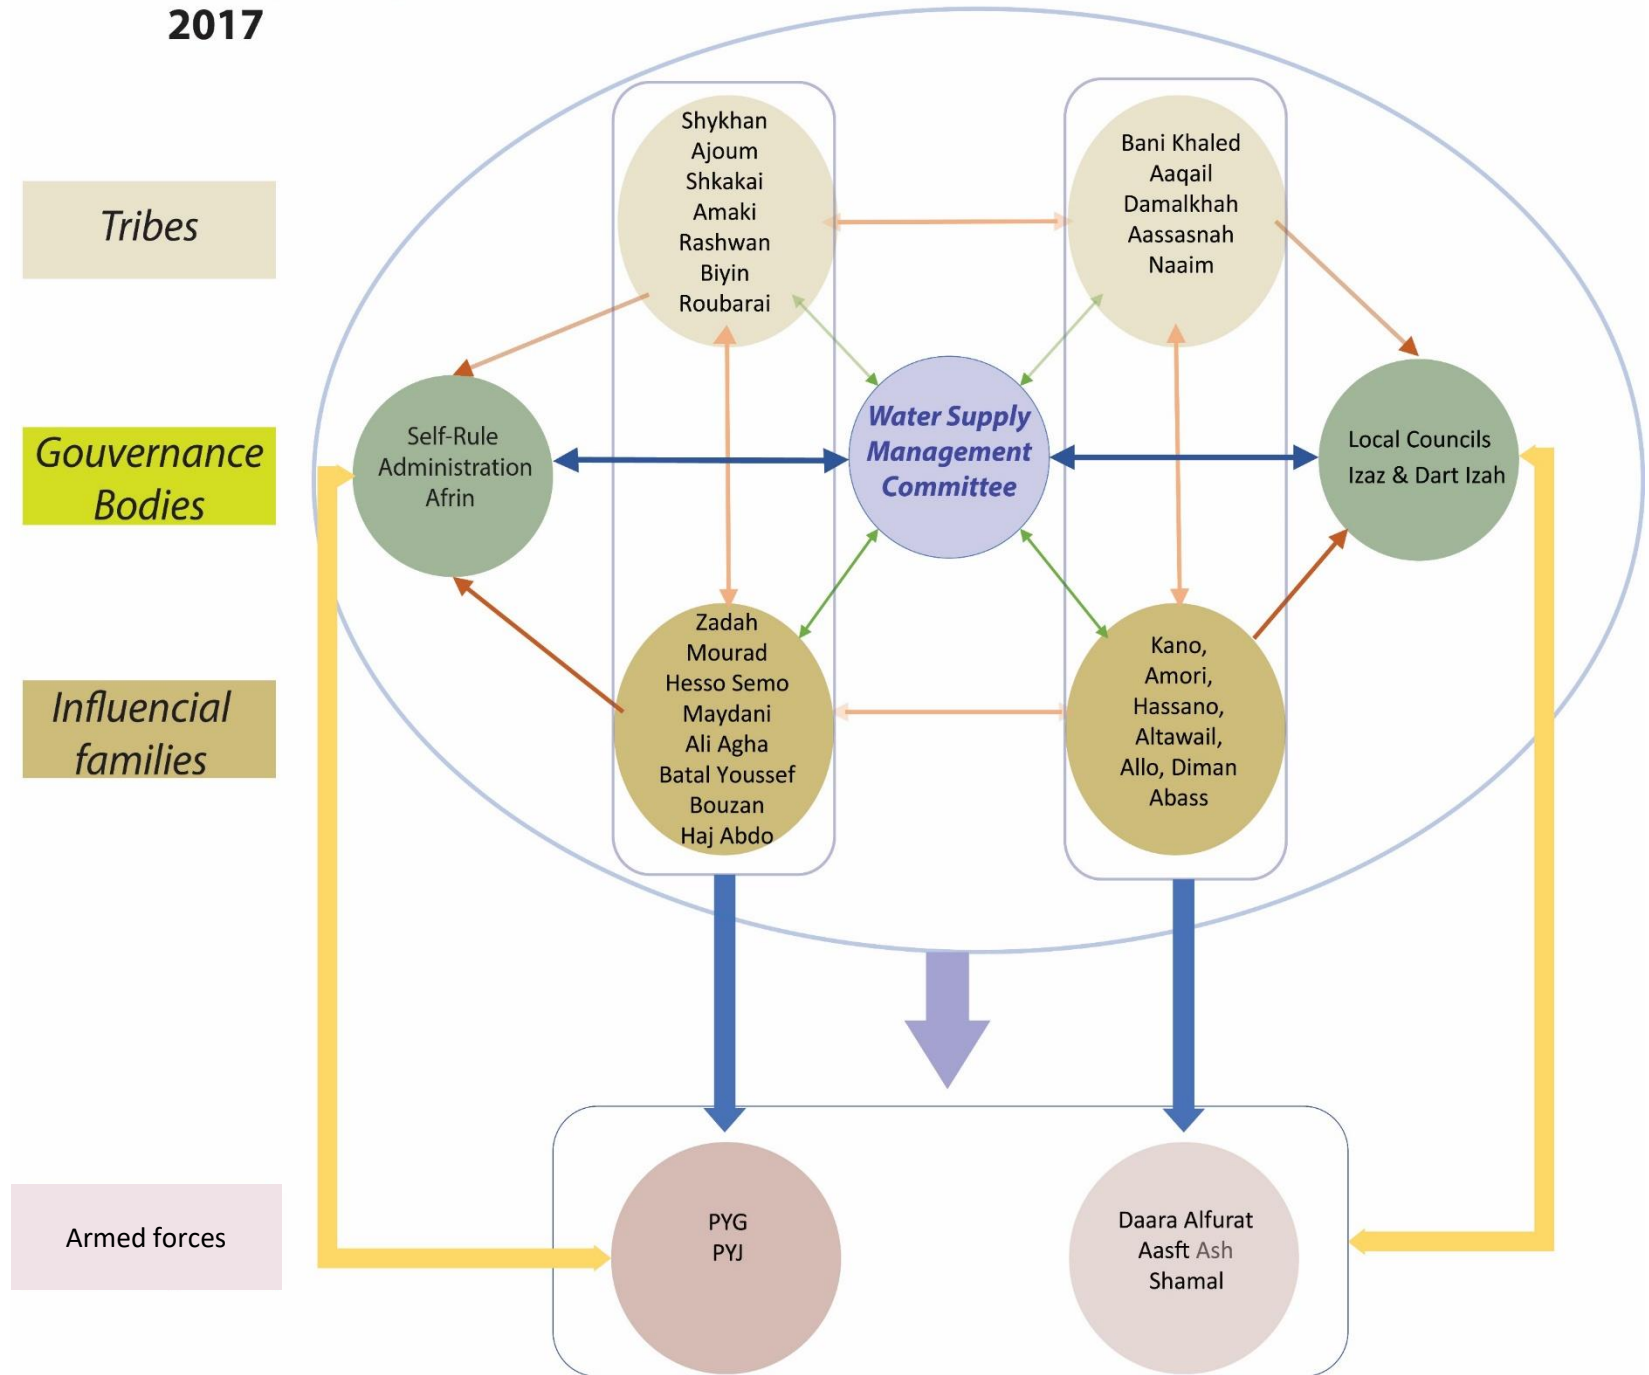 2017
Tribes
Shykhan
Ajoum
Shkakai
Amaki
Rashwan
Biyin
Roubarai
Bani Khaled
Aaqail
Damalkhah
Aassasnah
Naaim
Gouvernance
Bodies
Self-Rule
Administration
Afrin
Water Supply
Management
Committee
Local Councils
Izaz & Dart Izah
Influencial
families
Zadah
Mourad
Hesso Semo
Maydani
Ali Agha
Batal Youssef
Bouzan
Haj Abdo
Kano,
Amori,
Hassano,
Altawail,
Allo, Diman
Abass
Armed forces
PYG
PYJ
Daara Alfurat
Aasft Ash
Shamal